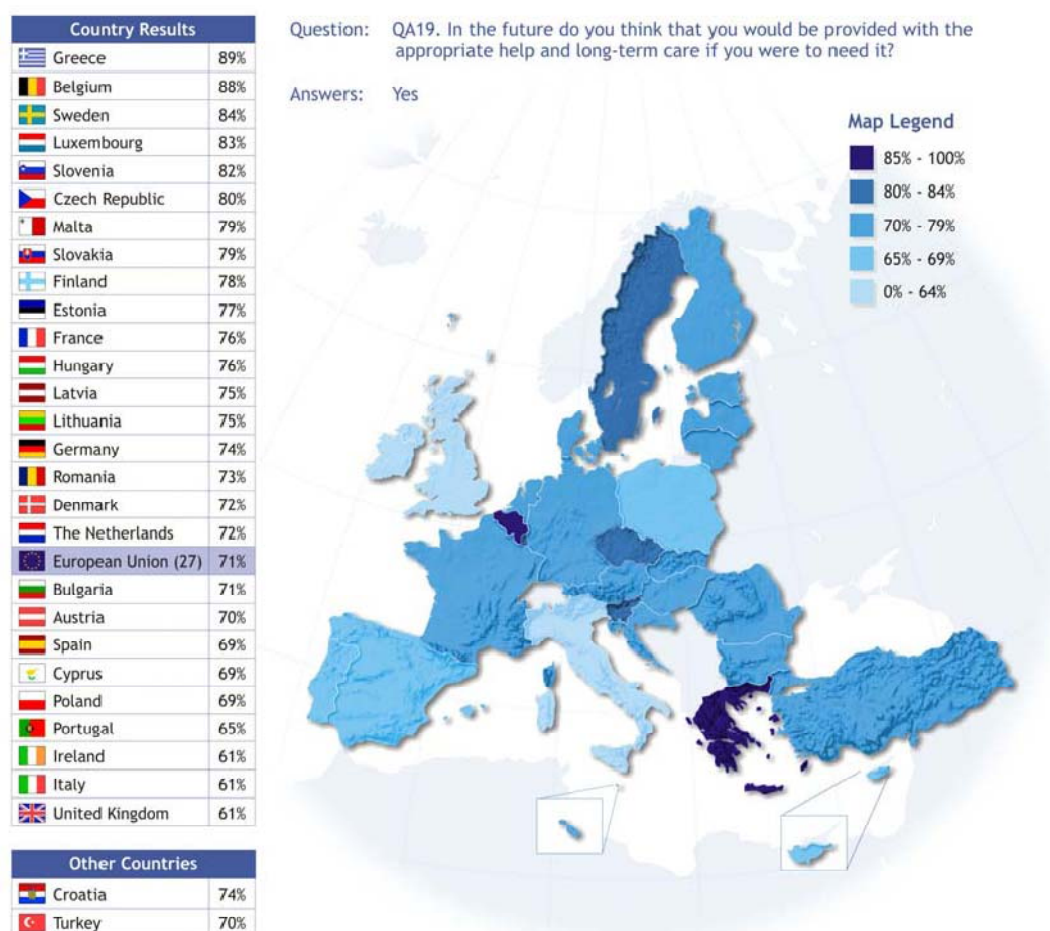 Country Results
Greece 89%
Belgium 88%
Sweden 84%
Luxembourg 83%
Slovenia 82%
Czech Republic 80%
Malta 79%
Slovakia 79%
Finland 78%
Estonia 77%
France 76%
Hungary 76%
Latvia 75%
Lithuania 75%
Germany 74%
Romania 73%
Denmark 72%
The Netherlands 72%
European Union (27) 71%
Bulgaria 71%
Austria 70%
Spain 69%
Cyprus 69%
Poland 69%
Portugal 65%
Ireland 61%
Italy 61%
United Kingdom 61%
Other Countries
Croatia 74%
Turkey 70%
Question: QA19. In the future do you think that you would be provided with the
appropriate help and long-term care if you were to need it?
Answers: Yes
Map Legend
85% - 100%
80% - 84%
70% - 79%
65% - 69%
0% - 64%